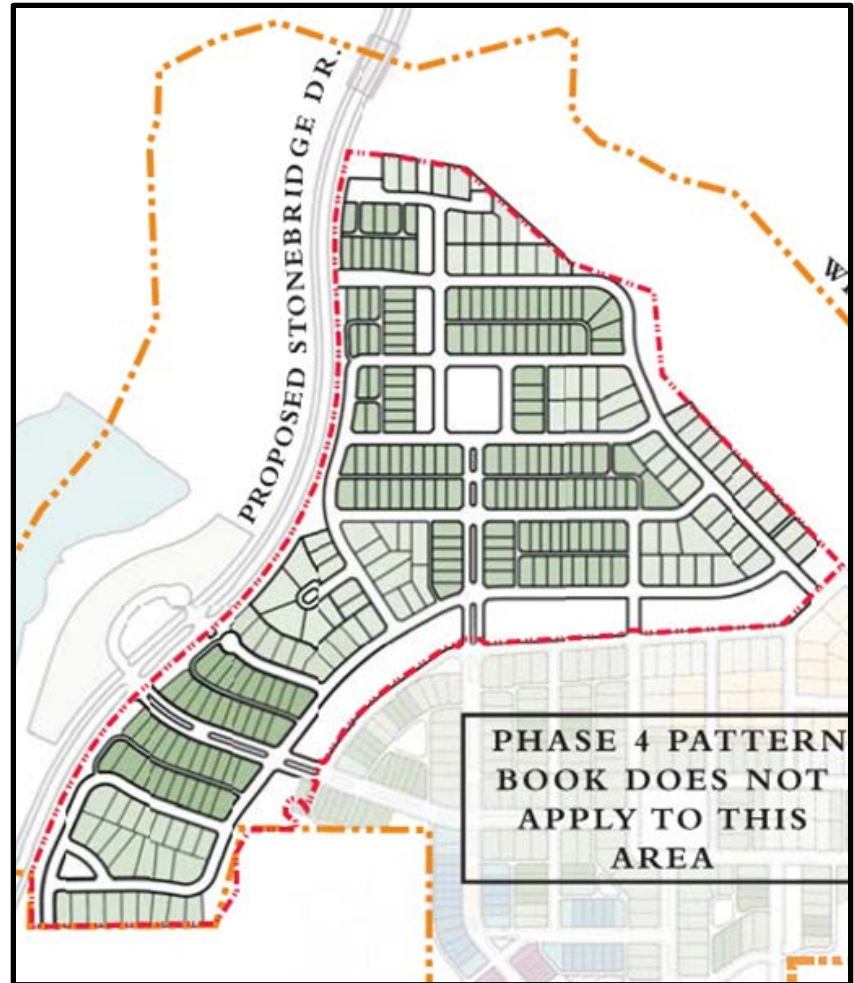 PROPOSED STONEBRIDGE DR.
PHASE 4 PATTERN
BOOK DOES NOT
APPLY TO THIS
AREA